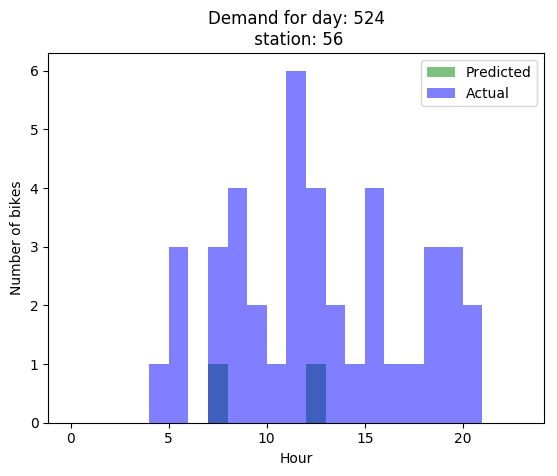 Demand for day: 524
station: 56
Predicted
Actual
Number of bikes
6
5
4
3
2
1
0
0
5
10
15
20
Hour